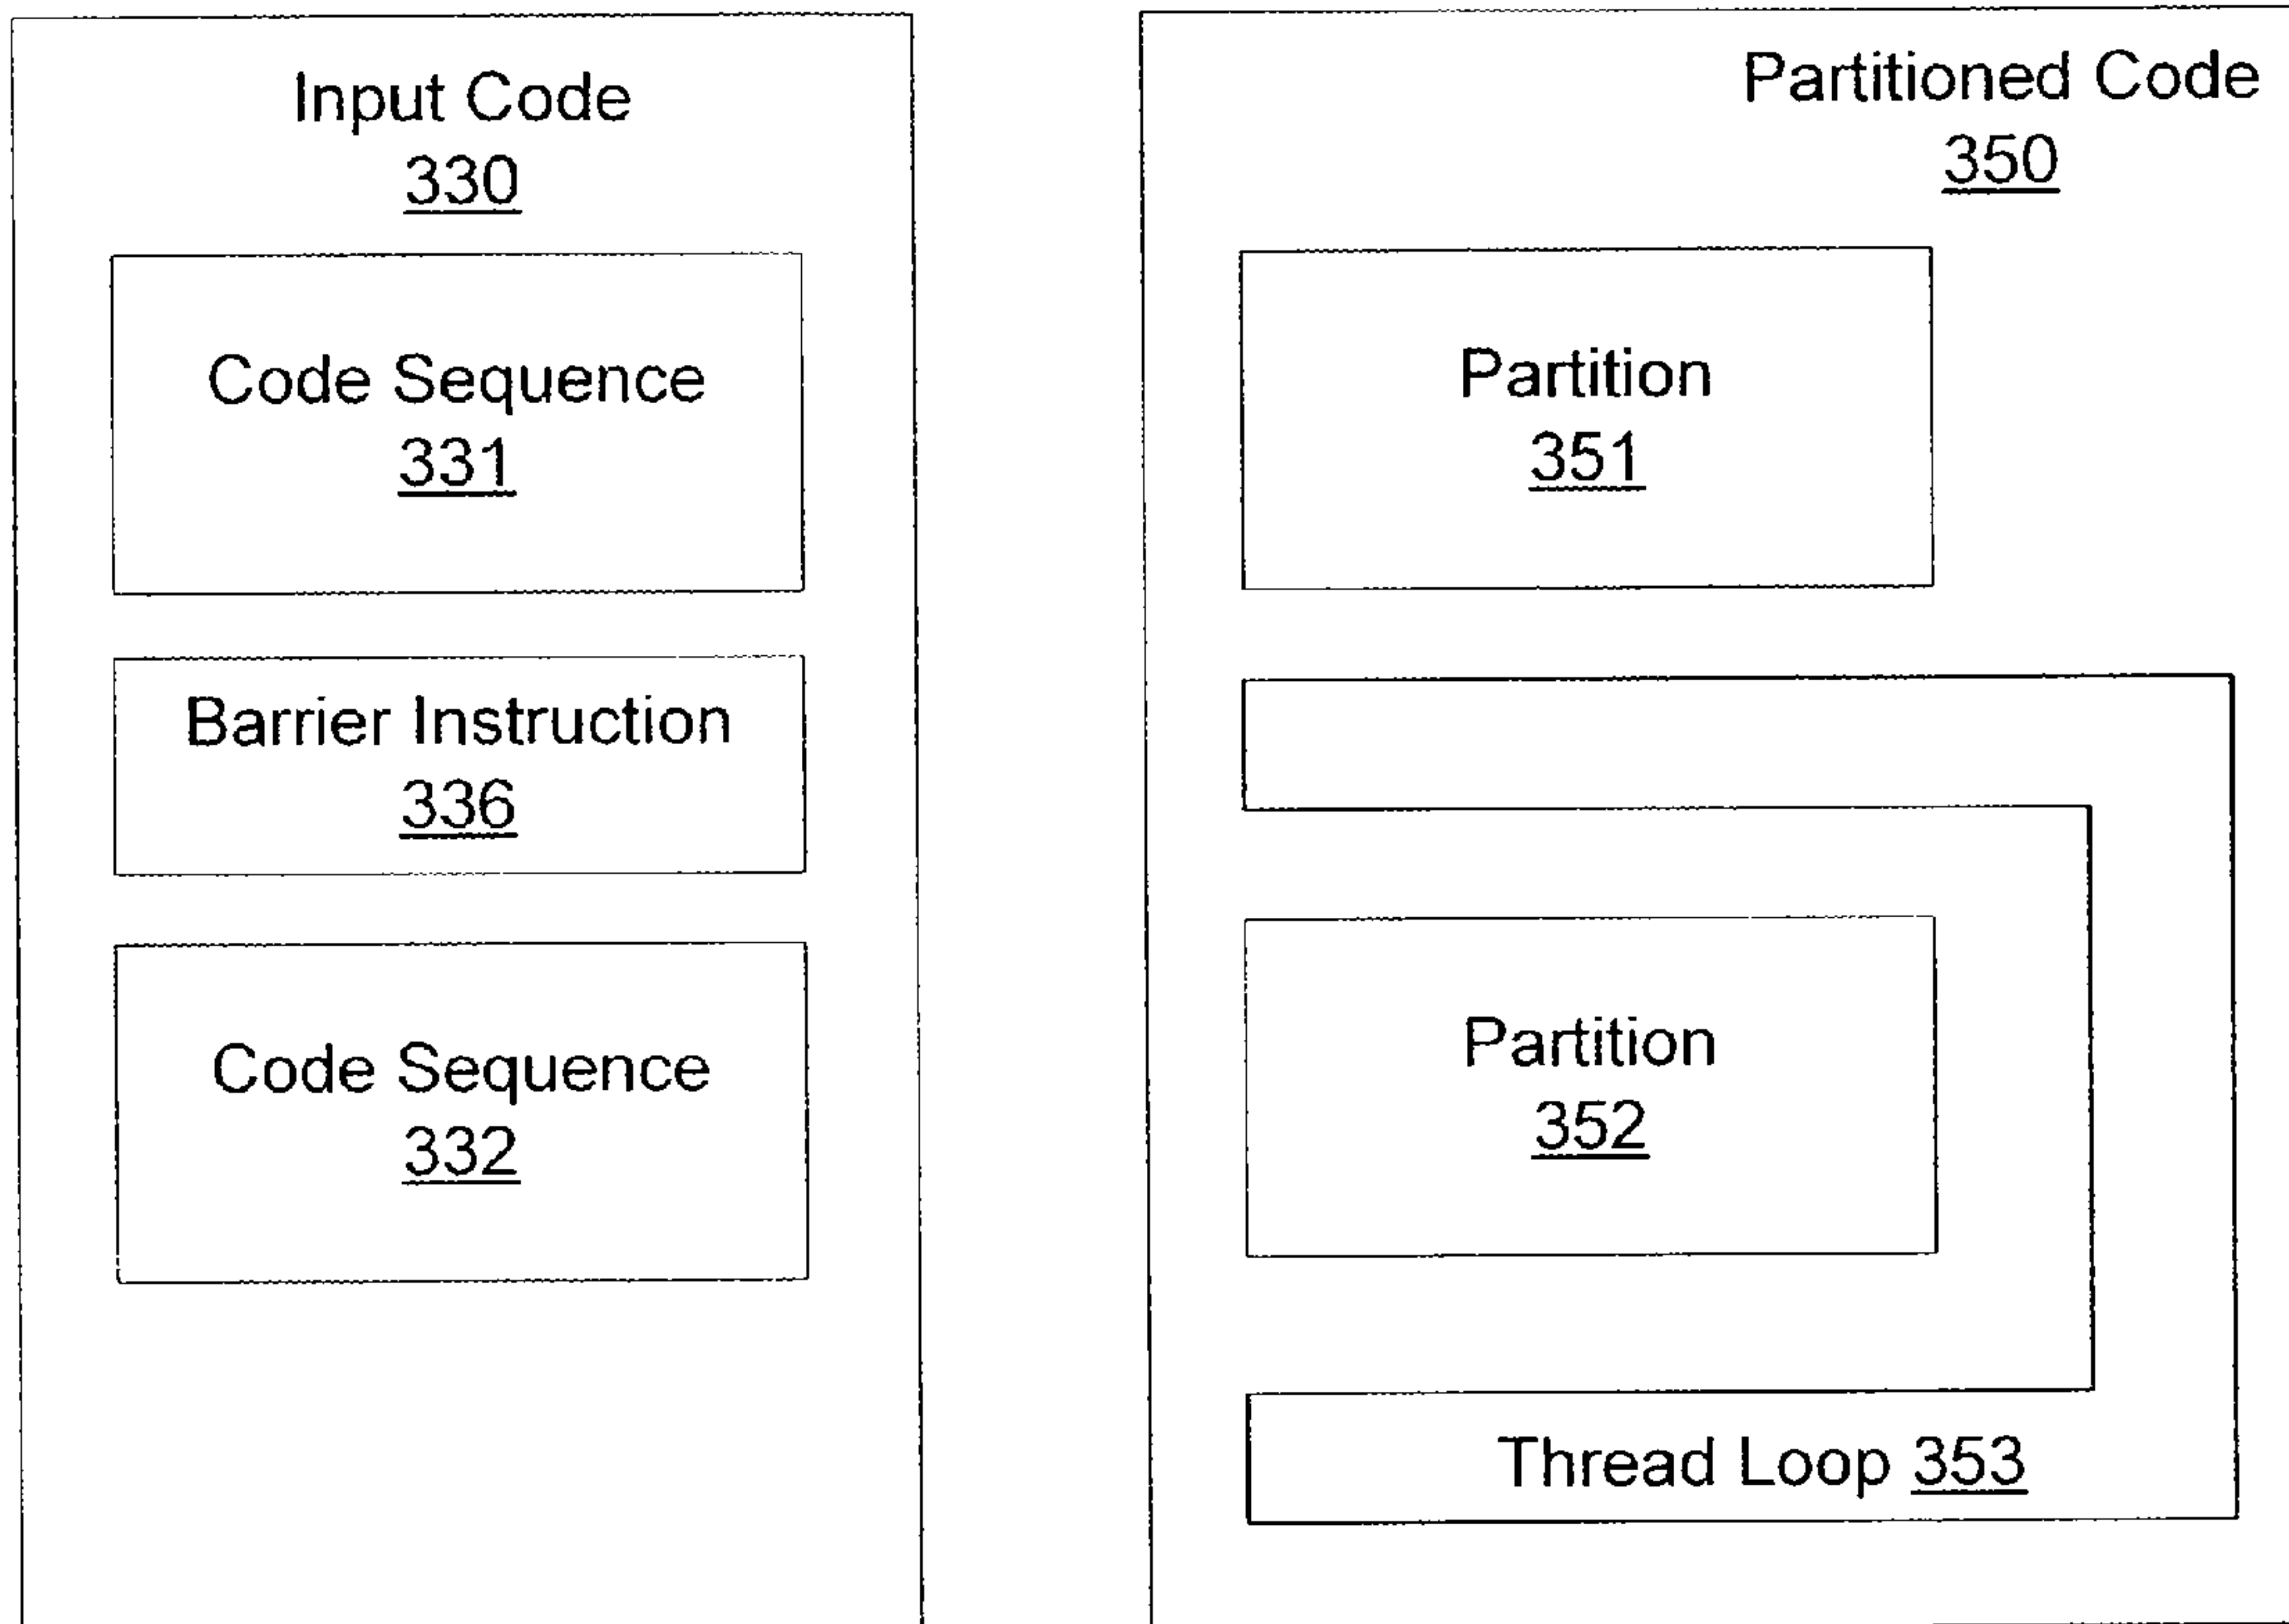 Input Code
330
Code Sequence
331
Barrier Instruction
336
Code Sequence
332
Partitioned Code
350
Partition
351
Partition
352
Thread Loop 353